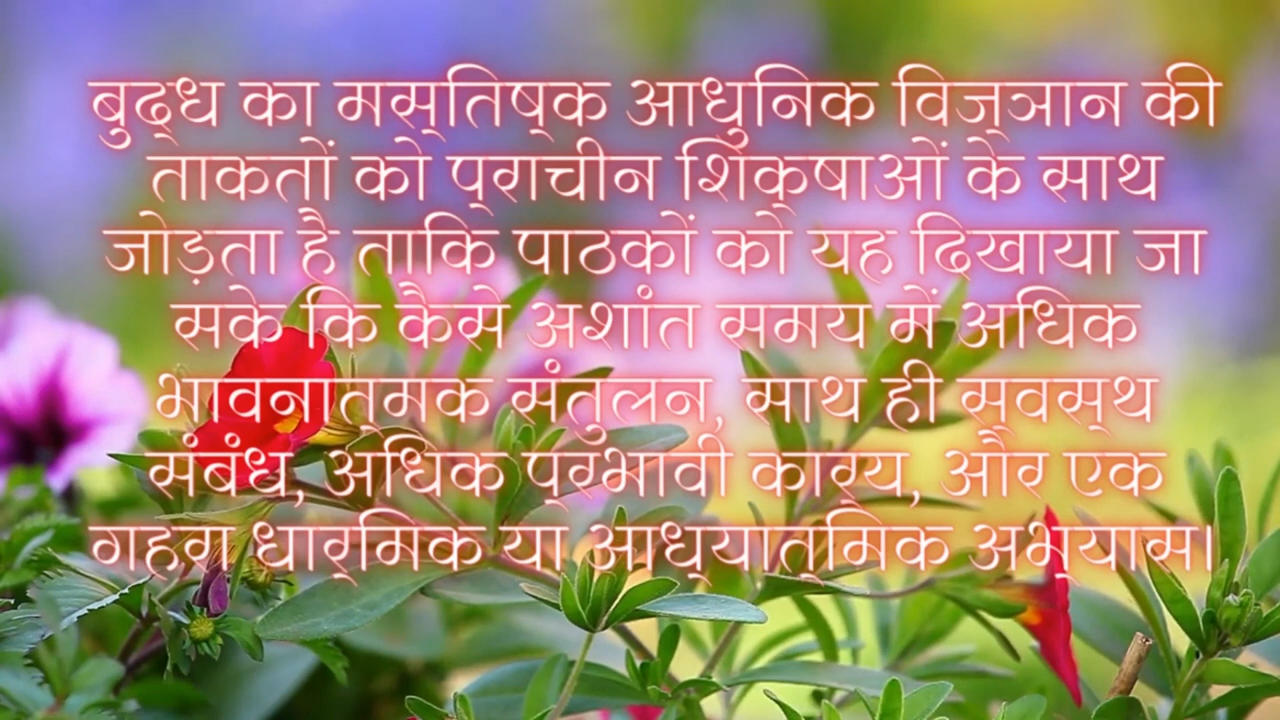 बुद्ध का मस्तिष्क आधुनिक विज्ञान की
ताकतों को प्राचीन शिक्षाओं के साथ
जोड़ता है ताकि पाठकों को यह दिखाया जा
सके कि कैसे अशांत समय में अधिक
भावनात्मक संतुलन, साथ ही स्वस्थ
संबंध, अधिक प्रभावी कार्य, और एक
गहरा धार्मिक या आध्यात्मिक अभ्यास।